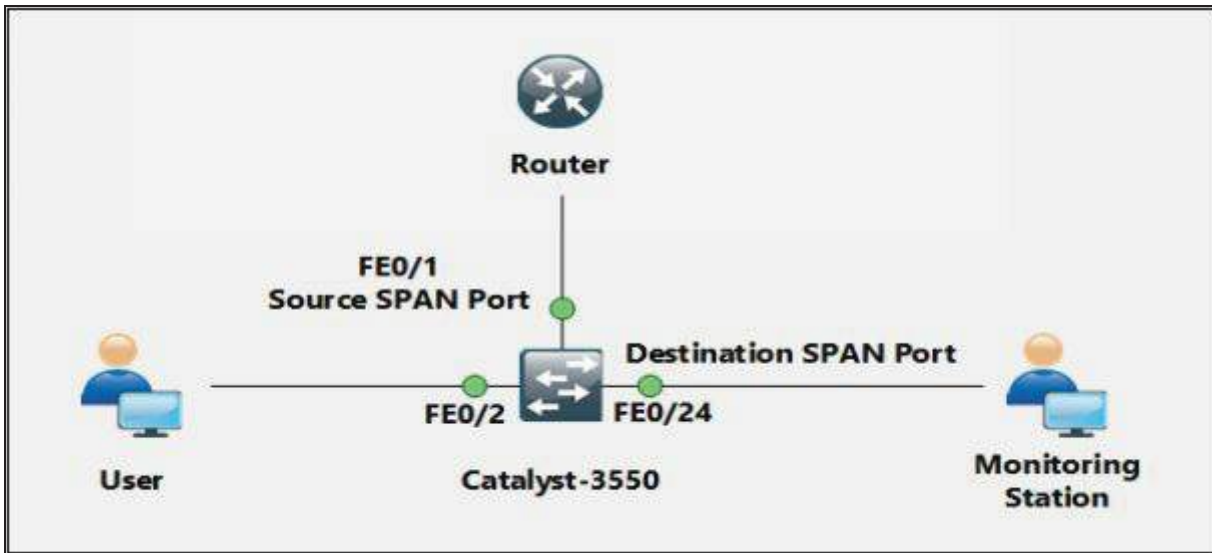 Router
FE0/1
Source SPAN Port
Destination SPAN Port
FE0/2
FE0/24
User
Catalyst-3550
Monitoring
Station